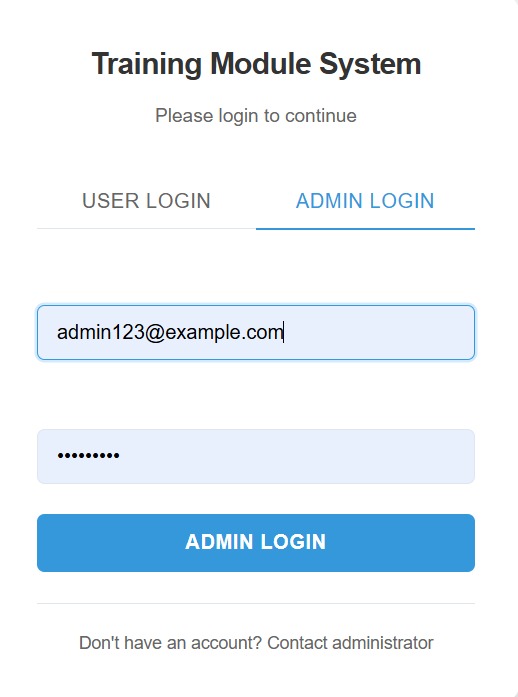 Training Module System
Please login to continue
USER LOGIN ADMIN LOGIN
admin123@example.com
•••••••••
ADMIN LOGIN
Don't have an account? Contact administrator